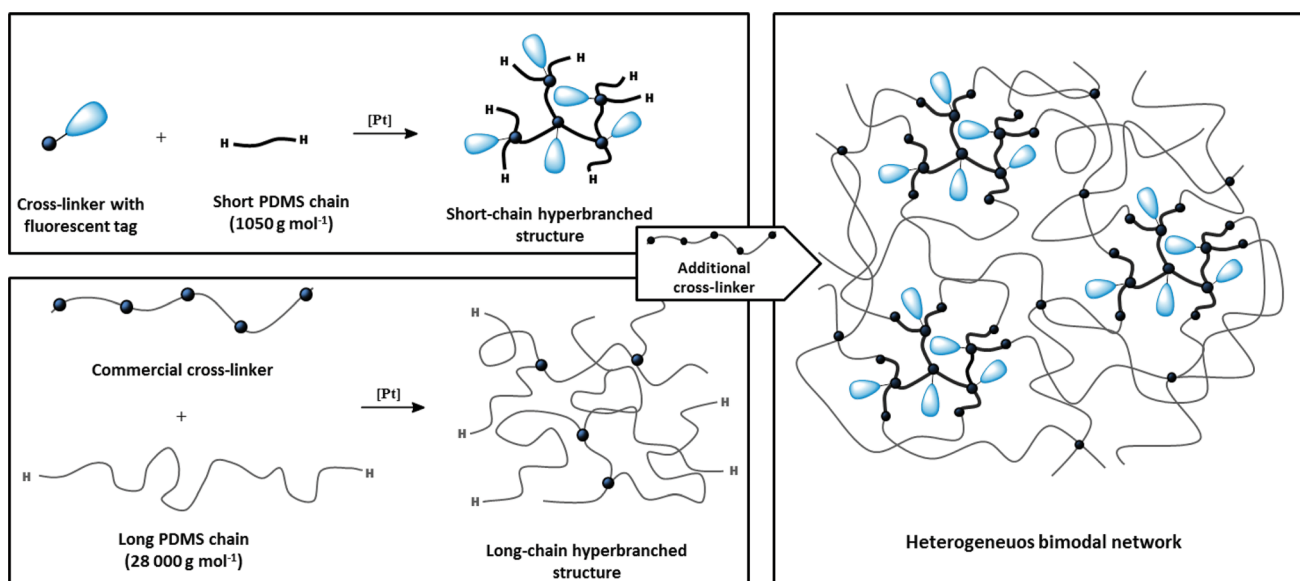 H
H
H
H
H
H
H
H
+
H
H
[Pt]
Cross-linker with
fluorescent tag
Short PDMS chain
(1050 g mol⁻¹)
Short-chain hyperbranched
structure
Additional
cross-linker
Commercial cross-linker
+
[Pt]
H
H
H
H
H
H
H
Long PDMS chain
(28 000 g mol⁻¹)
Long-chain hyperbranched
structure
Heterogeneuos bimodal network